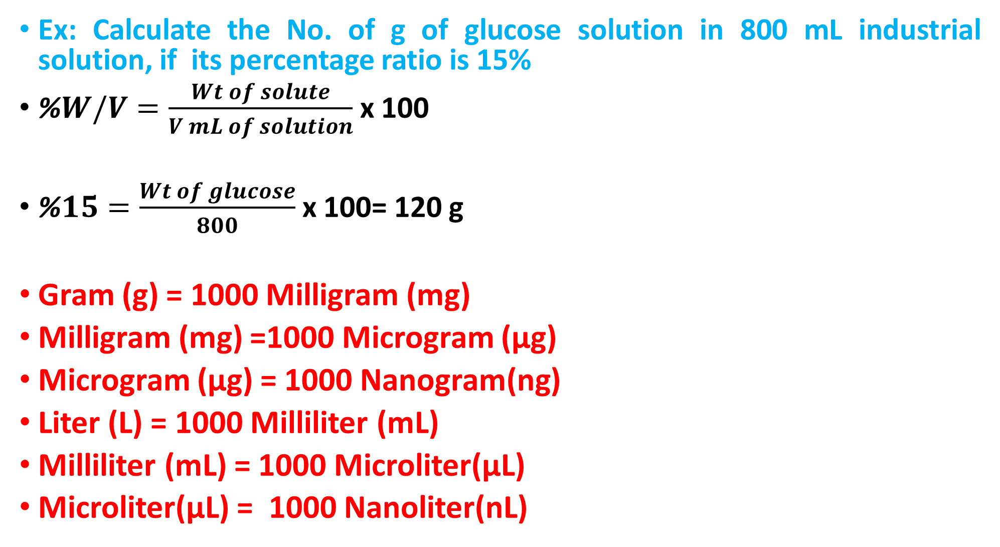 • Ex: Calculate the No. of g of glucose solution in 800 mL industrial
solution, if its percentage ratio is 15%
• %W/V = Wt of solute / V mL of solution x 100
• %15 = Wt of glucose / 800 x 100= 120 g
• Gram (g) = 1000 Milligram (mg)
• Milligram (mg) =1000 Microgram (µg)
• Microgram (µg) = 1000 Nanogram(ng)
• Liter (L) = 1000 Milliliter (mL)
• Milliliter (mL) = 1000 Microliter(µL)
• Microliter(µL) = 1000 Nanoliter(nL)